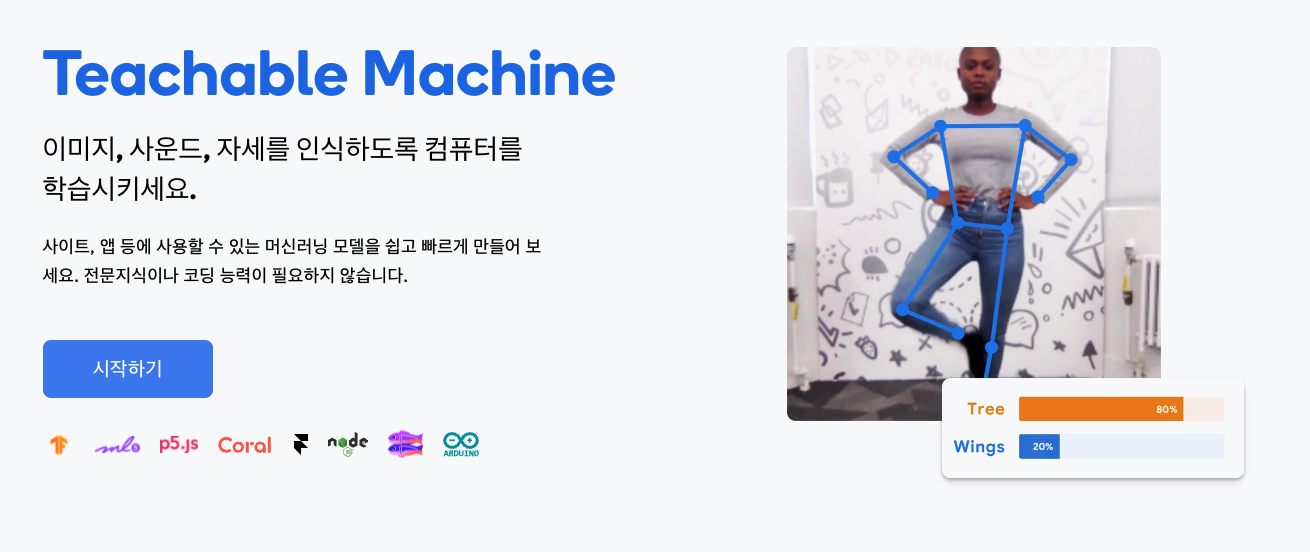 Teachable Machine
이미지, 사운드, 자세를 인식하도록 컴퓨터를
학습시키세요.
사이트, 앱 등에 사용할 수 있는 머신러닝 모델을 쉽고 빠르게 만들어 보
세요. 전문지식이나 코딩 능력이 필요하지 않습니다.
시작하기
ml5 p5.js Coral node JS ARDUINO
Tree 80%
Wings 20%